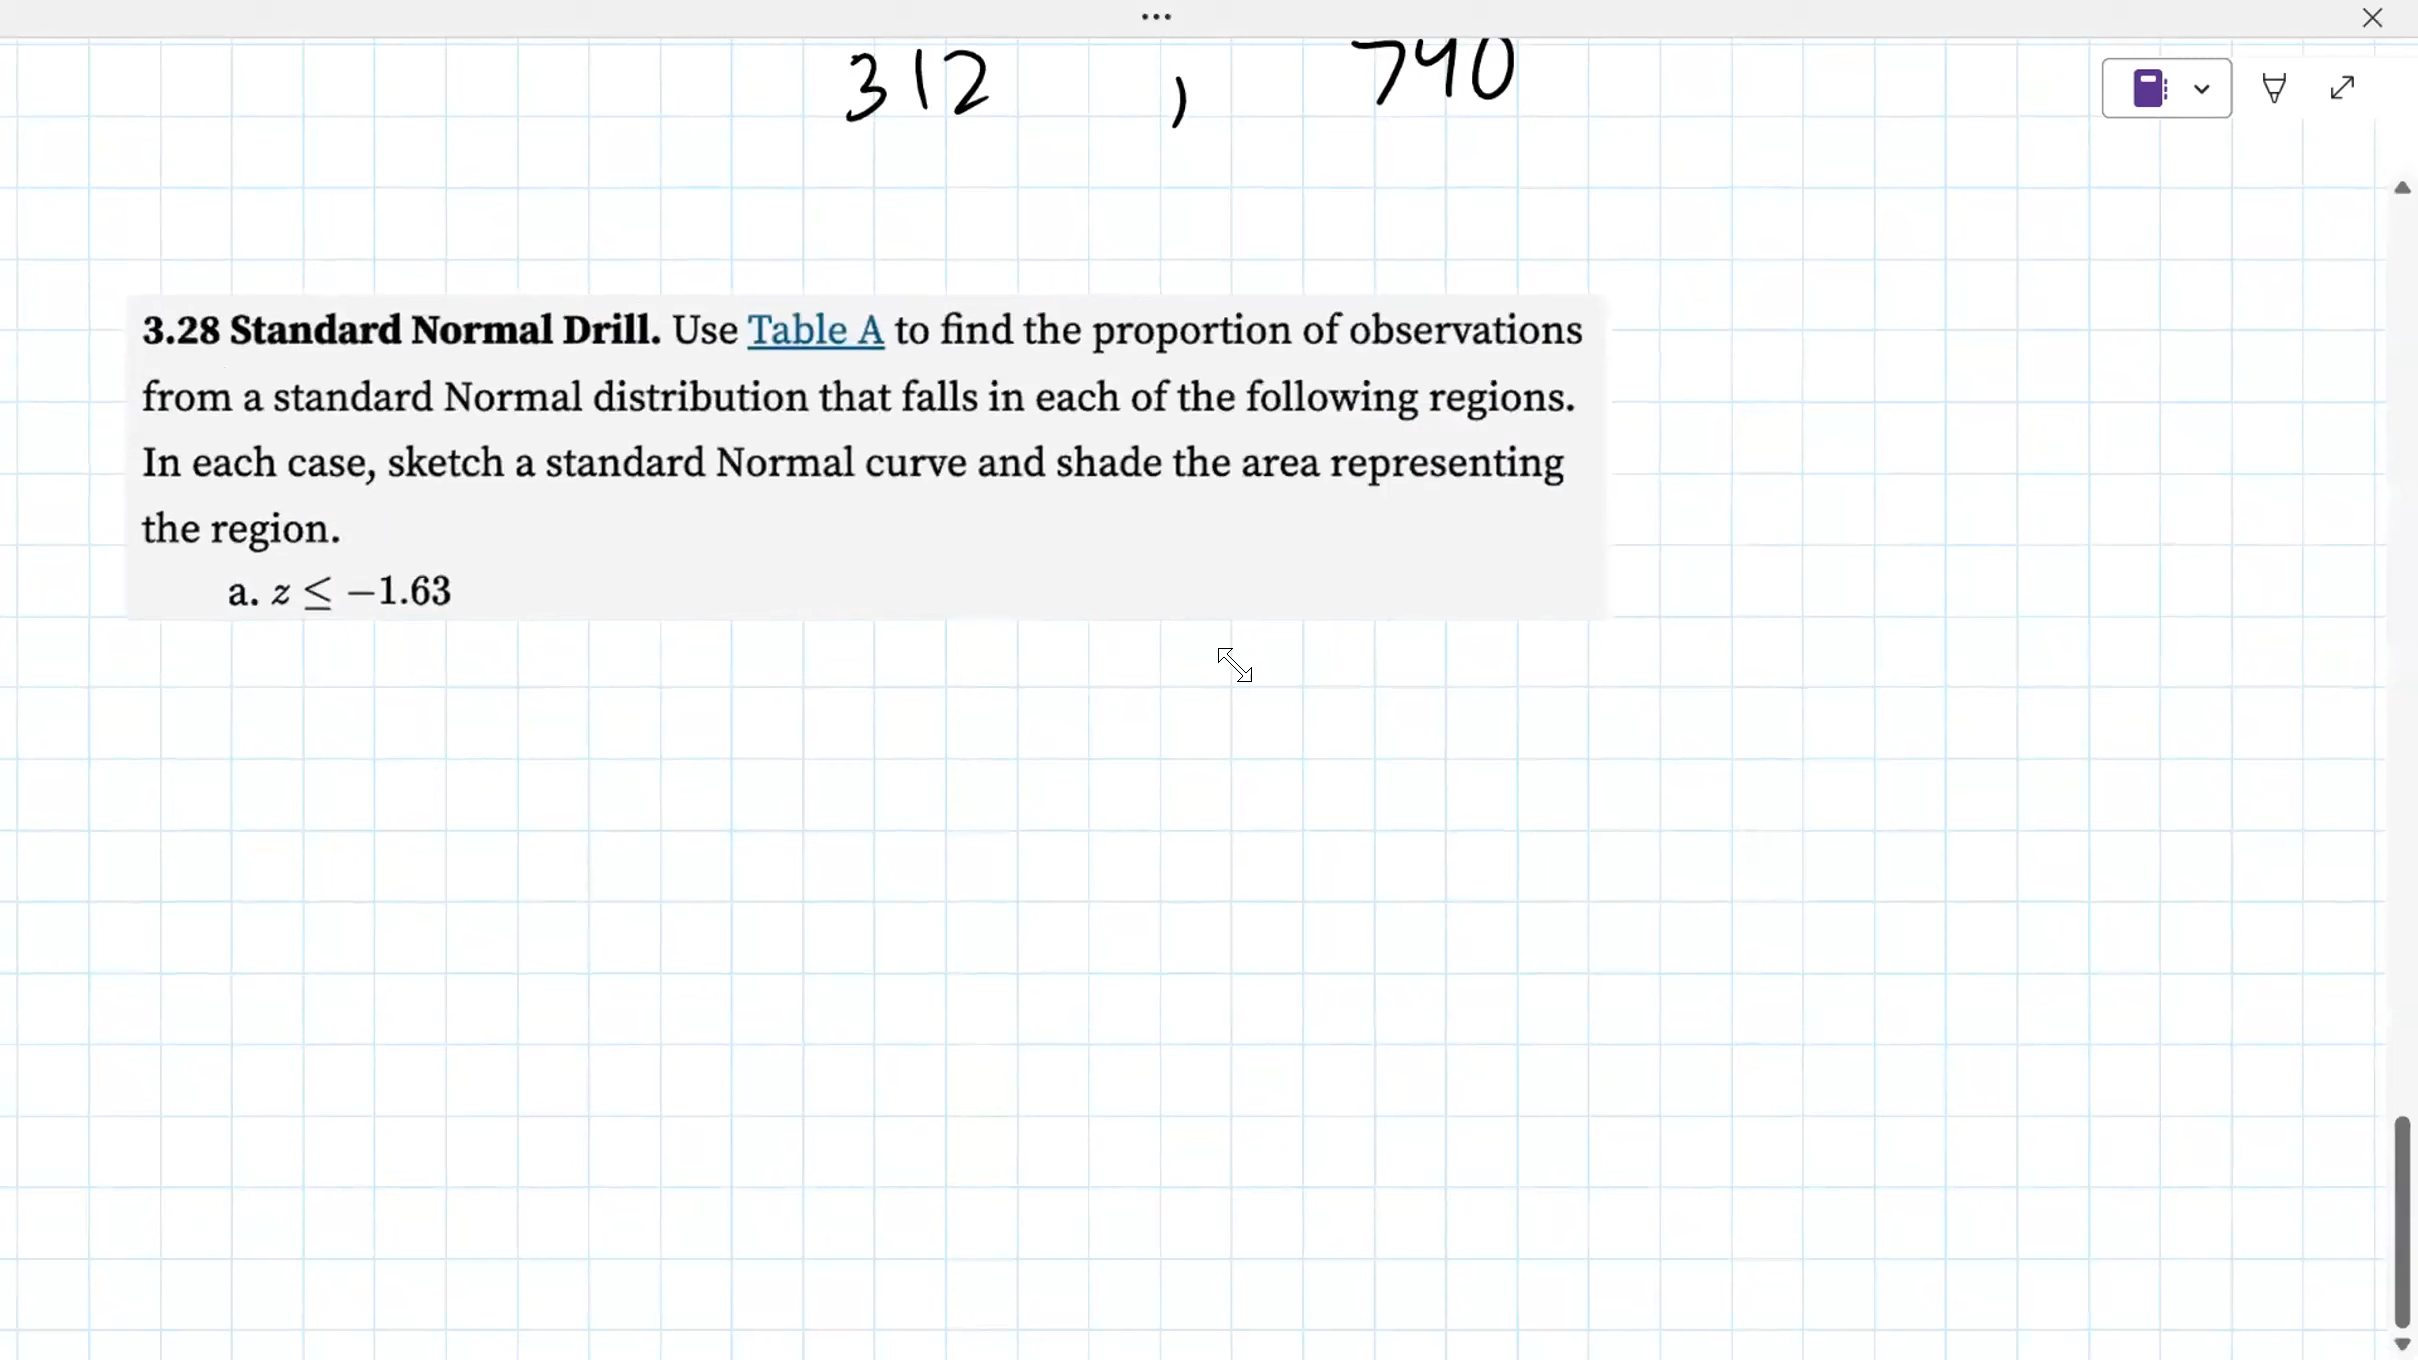 312 , 740
3.28 Standard Normal Drill. Use Table A to find the proportion of observations
from a standard Normal distribution that falls in each of the following regions.
In each case, sketch a standard Normal curve and shade the area representing
the region.
a. z ≤ −1.63